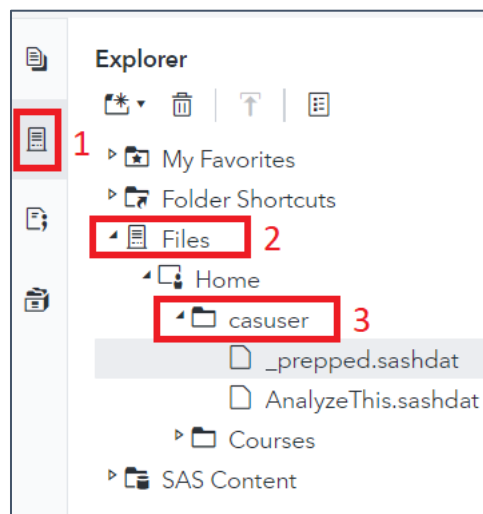 Explorer
1
My Favorites
Folder Shortcuts
Files 2
Home
casuser 3
_prepped.sashdat
AnalyzeThis.sashdat
Courses
SAS Content